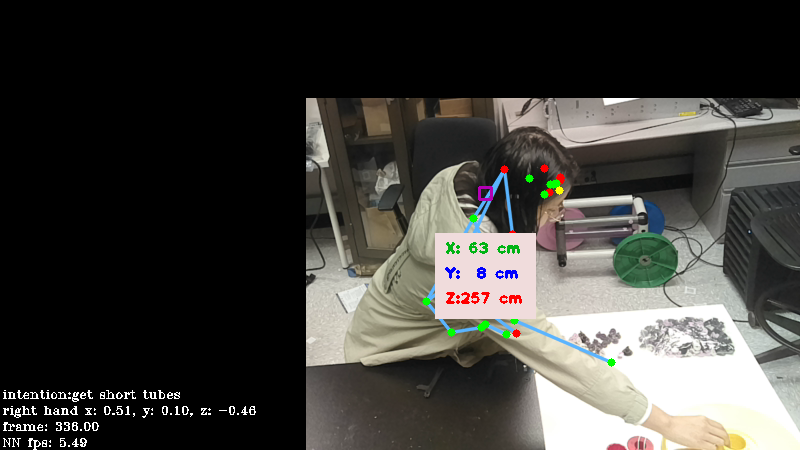 X: 63 cm
Y: 8 cm
Z:257 cm
intention:get short tubes
right hand x: 0.51, y: 0.10, z: −0.46
frame: 336.00
NN fps: 5.49